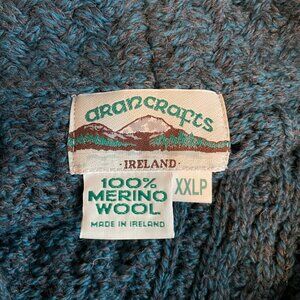 arancrafts
· IRELAND ·
100%
MERINO
WOOL
MADE IN IRELAND
XXLP